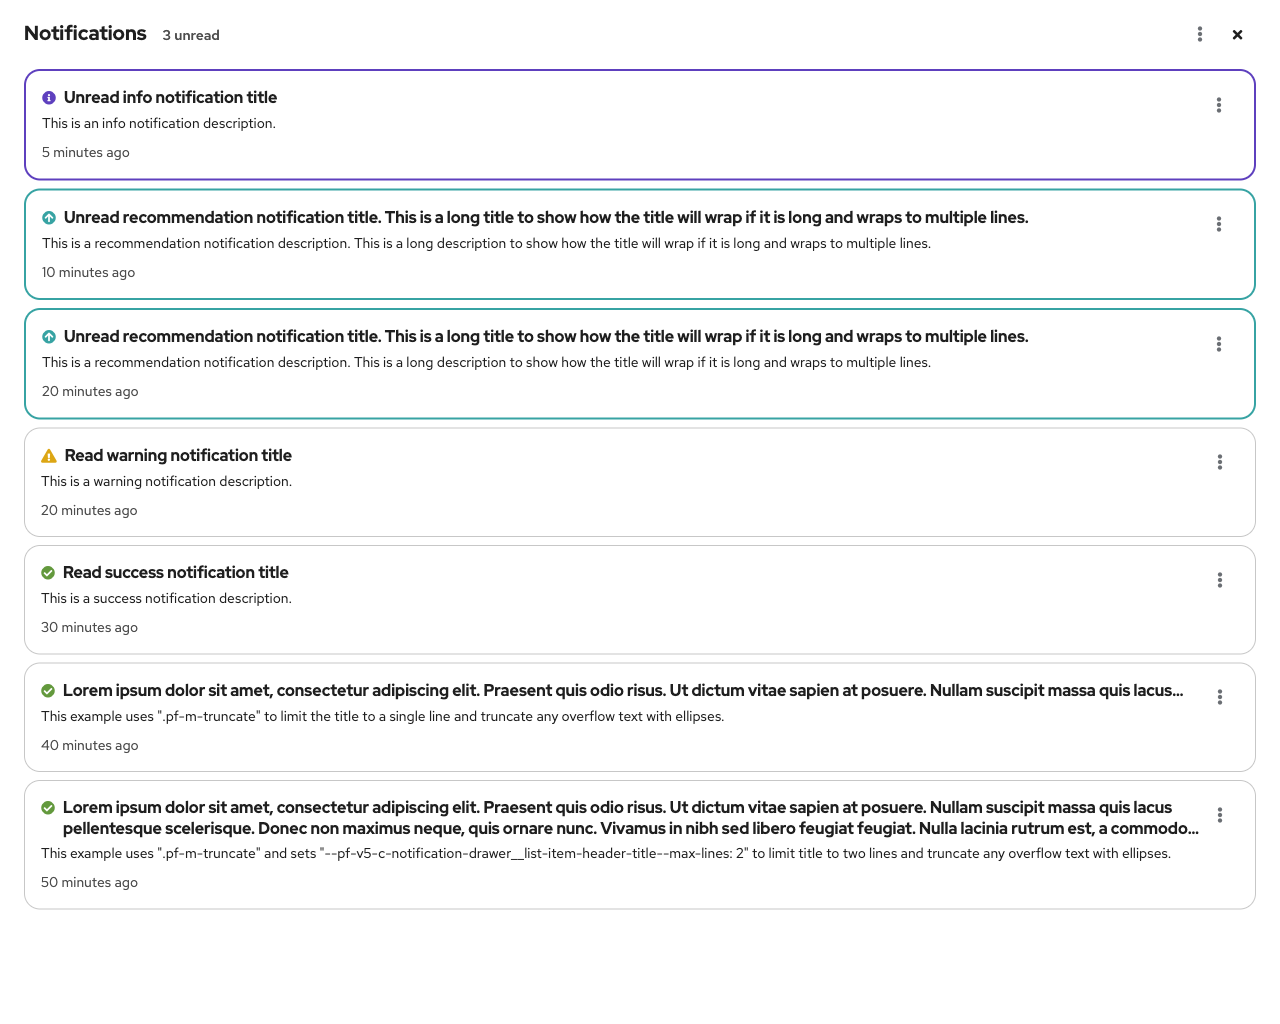 Notifications 3 unread
Unread info notification title
This is an info notification description.
5 minutes ago
Unread recommendation notification title. This is a long title to show how the title will wrap if it is long and wraps to multiple lines.
This is a recommendation notification description. This is a long description to show how the title will wrap if it is long and wraps to multiple lines.
10 minutes ago
Unread recommendation notification title. This is a long title to show how the title will wrap if it is long and wraps to multiple lines.
This is a recommendation notification description. This is a long description to show how the title will wrap if it is long and wraps to multiple lines.
20 minutes ago
Read warning notification title
This is a warning notification description.
20 minutes ago
Read success notification title
This is a success notification description.
30 minutes ago
Lorem ipsum dolor sit amet, consectetur adipiscing elit. Praesent quis odio risus. Ut dictum vitae sapien at posuere. Nullam suscipit massa quis lacus...
This example uses ".pf-m-truncate" to limit the title to a single line and truncate any overflow text with ellipses.
40 minutes ago
Lorem ipsum dolor sit amet, consectetur adipiscing elit. Praesent quis odio risus. Ut dictum vitae sapien at posuere. Nullam suscipit massa quis lacus
pellentesque scelerisque. Donec non maximus neque, quis ornare nunc. Vivamus in nibh sed libero feugiat feugiat. Nulla lacinia rutrum est, a commodo...
This example uses ".pf-m-truncate" and sets "--pf-v5-c-notification-drawer__list-item-header-title--max-lines: 2" to limit title to two lines and truncate any overflow text with ellipses.
50 minutes ago